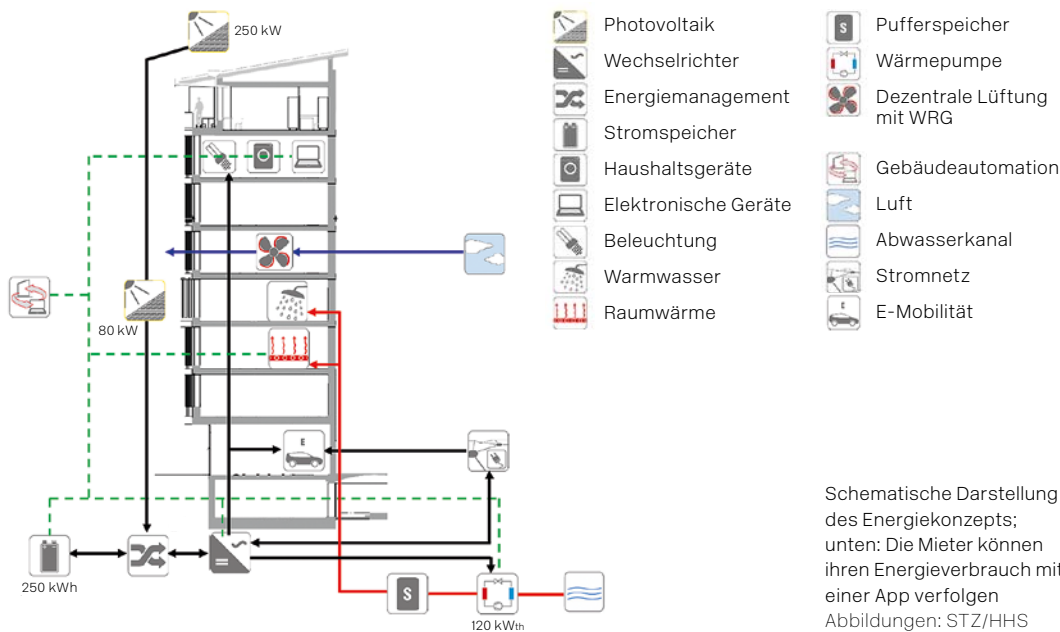 250 kW
80 kW
E
250 kWh
S
120 kWth
Photovoltaik
Wechselrichter
Energiemanagement
Stromspeicher
Haushaltsgeräte
Elektronische Geräte
Beleuchtung
Warmwasser
Raumwärme
S
Pufferspeicher
Wärmepumpe
Dezentrale Lüftung
mit WRG
Gebäudeautomation
Luft
Abwasserkanal
Stromnetz
E
E-Mobilität
Schematische Darstellung
des Energiekonzepts;
unten: Die Mieter können
ihren Energieverbrauch mit
einer App verfolgen
Abbildungen: STZ/HHS